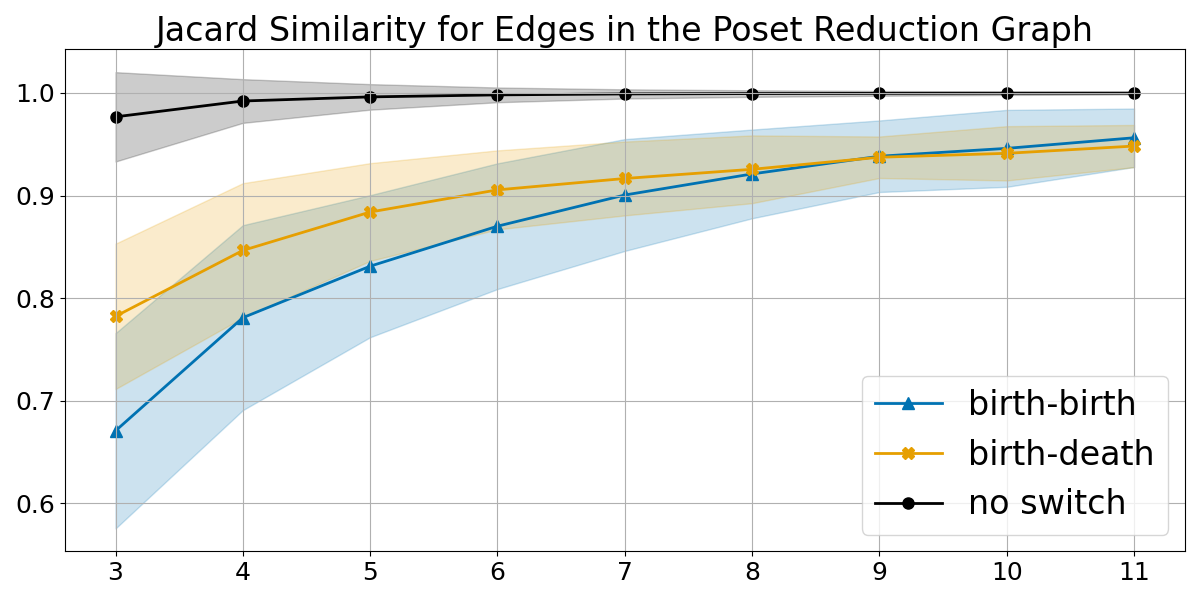 Jacard Similarity for Edges in the Poset Reduction Graph
1.0
0.9
0.8
0.7
0.6
birth-birth
birth-death
no switch
3 4 5 6 7 8 9 10 11